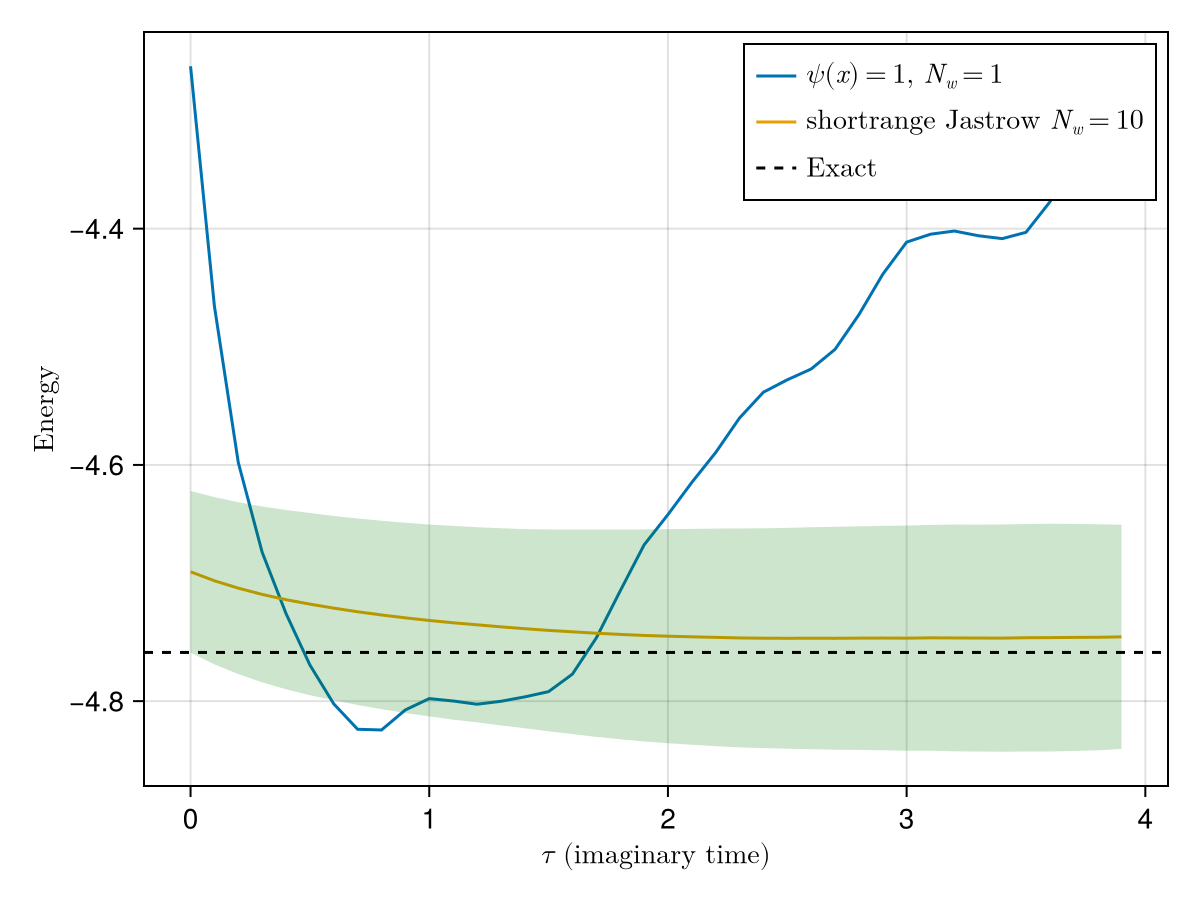 ψ(x) = 1, N_w = 1
shortrange Jastrow N_w = 10
Exact
Energy
−4.4
−4.6
−4.8
0 1 2 3 4
τ (imaginary time)